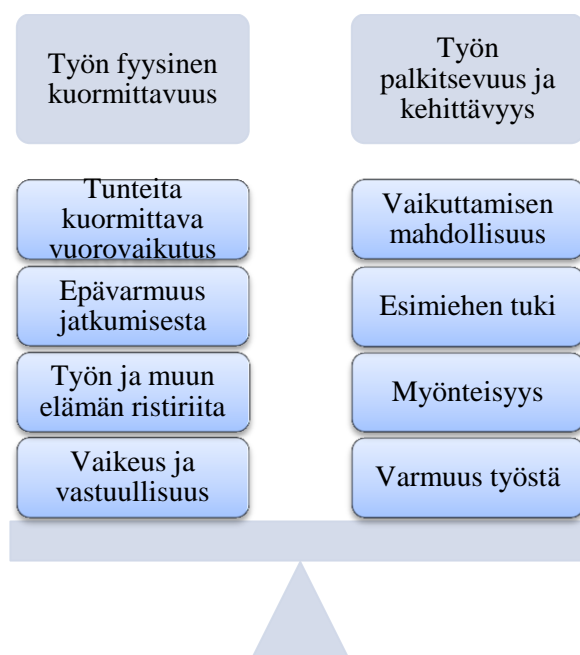 Työn fyysinen
kuormittavuus
Työn
palkitsevuus ja
kehittävyys
Tunteita
kuormittava
vuorovaikutus
Vaikuttamisen
mahdollisuus
Epävarmuus
jatkumisesta
Esimiehen tuki
Työn ja muun
elämän ristiriita
Myönteisyys
Vaikeus ja
vastuullisuus
Varmuus työstä